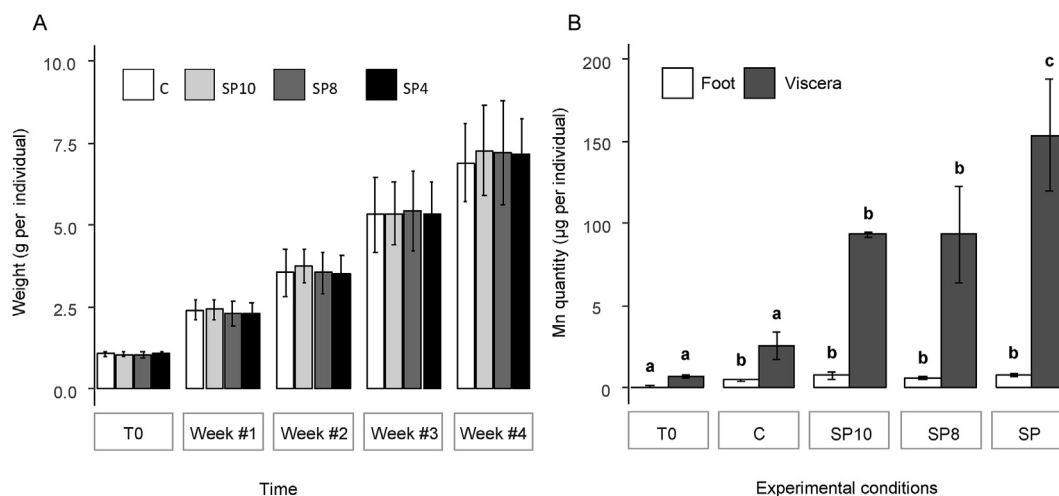 A
10.0
7.5
5.0
2.5
0.0
Weight (g per individual)
C
SP10
SP8
SP4
T0
Week #1
Week #2
Week #3
Week #4
Time
B
200
150
100
5
0
Mn quantity (µg per individual)
Foot
Viscera
a
a
b
a
b
b
b
b
b
c
T0
C
SP10
SP8
SP
Experimental conditions